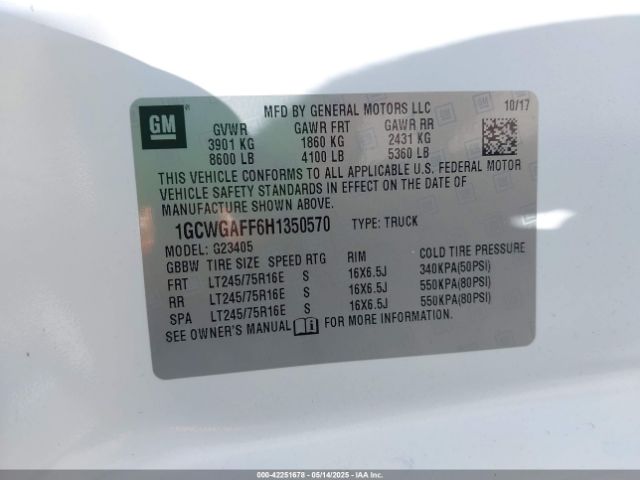 GM
MFD BY GENERAL MOTORS LLC 10/17
GVWR GAWR FRT GAWR RR
3901 KG 1860 KG 2431 KG
8600 LB 4100 LB 5360 LB
THIS VEHICLE CONFORMS TO ALL APPLICABLE U.S. FEDERAL MOTOR
VEHICLE SAFETY STANDARDS IN EFFECT ON THE DATE OF
MANUFACTURE SHOWN ABOVE.
1GCWGAFF6H1350570 TYPE: TRUCK
MODEL: G23405
GBBW TIRE SIZE SPEED RTG RIM COLD TIRE PRESSURE
FRT LT245/75R16E S 16X6.5J 340KPA(50PSI)
RR LT245/75R16E S 16X6.5J 550KPA(80PSI)
SPA LT245/75R16E S 16X6.5J 550KPA(80PSI)
SEE OWNER'S MANUAL FOR MORE INFORMATION.
000-42251678 - 05/14/2025 - IAAI.COM